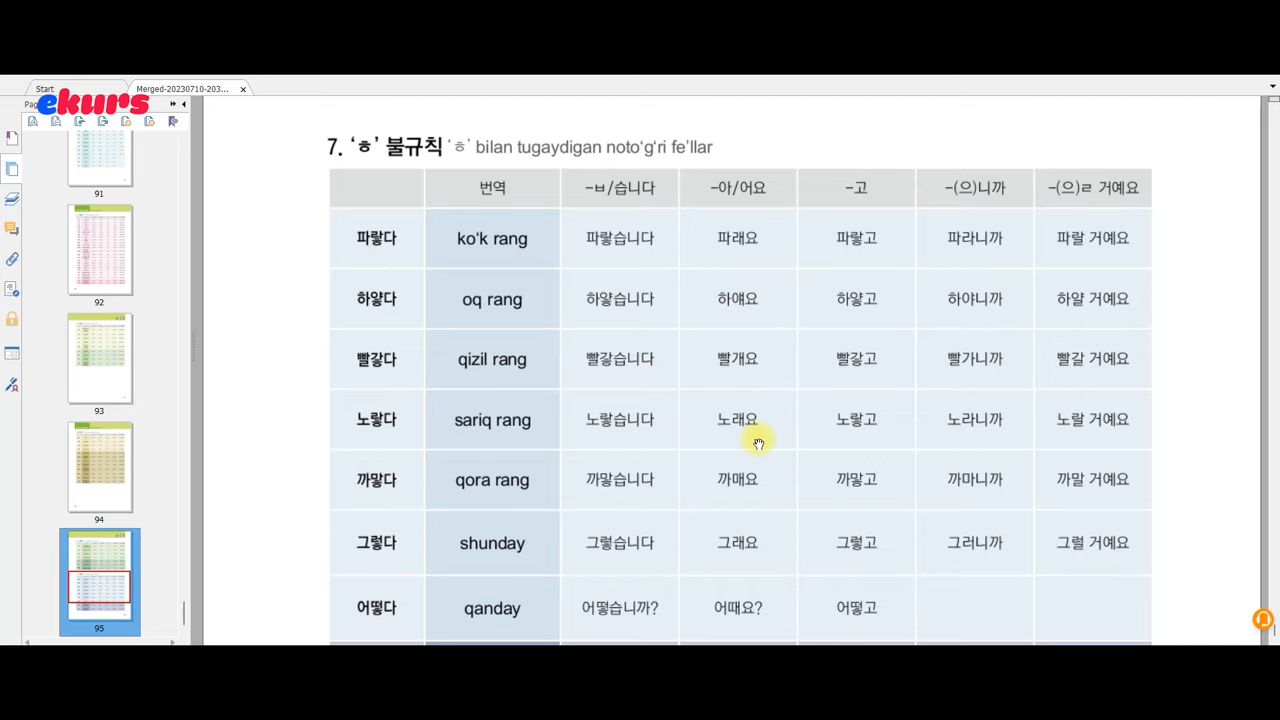 Start
Merged-20230710-203...
ekurs
91
92
93
94
95
7. ‘ㅎ’ 불규칙 ‘ㅎ’ bilan tugaydigan noto‘g‘ri fe’llar
번역 –ㅂ/습니다 –아/어요 –고 –(으)니까 –(으)ㄹ 거예요
파랗다 ko‘k rang 파랗습니다 파래요 파랗고 파라니까 파랄 거예요
하얗다 oq rang 하얗습니다 하얘요 하얗고 하야니까 하얄 거예요
빨갛다 qizil rang 빨갛습니다 빨개요 빨갛고 빨가니까 빨갈 거예요
노랗다 sariq rang 노랗습니다 노래요 노랗고 노라니까 노랄 거예요
까맣다 qora rang 까맣습니다 까매요 까맣고 까마니까 까말 거예요
그렇다 shunday 그렇습니다 그래요 그렇고 그러니까 그럴 거예요
어떻다 qanday 어떻습니까? 어때요? 어떻고